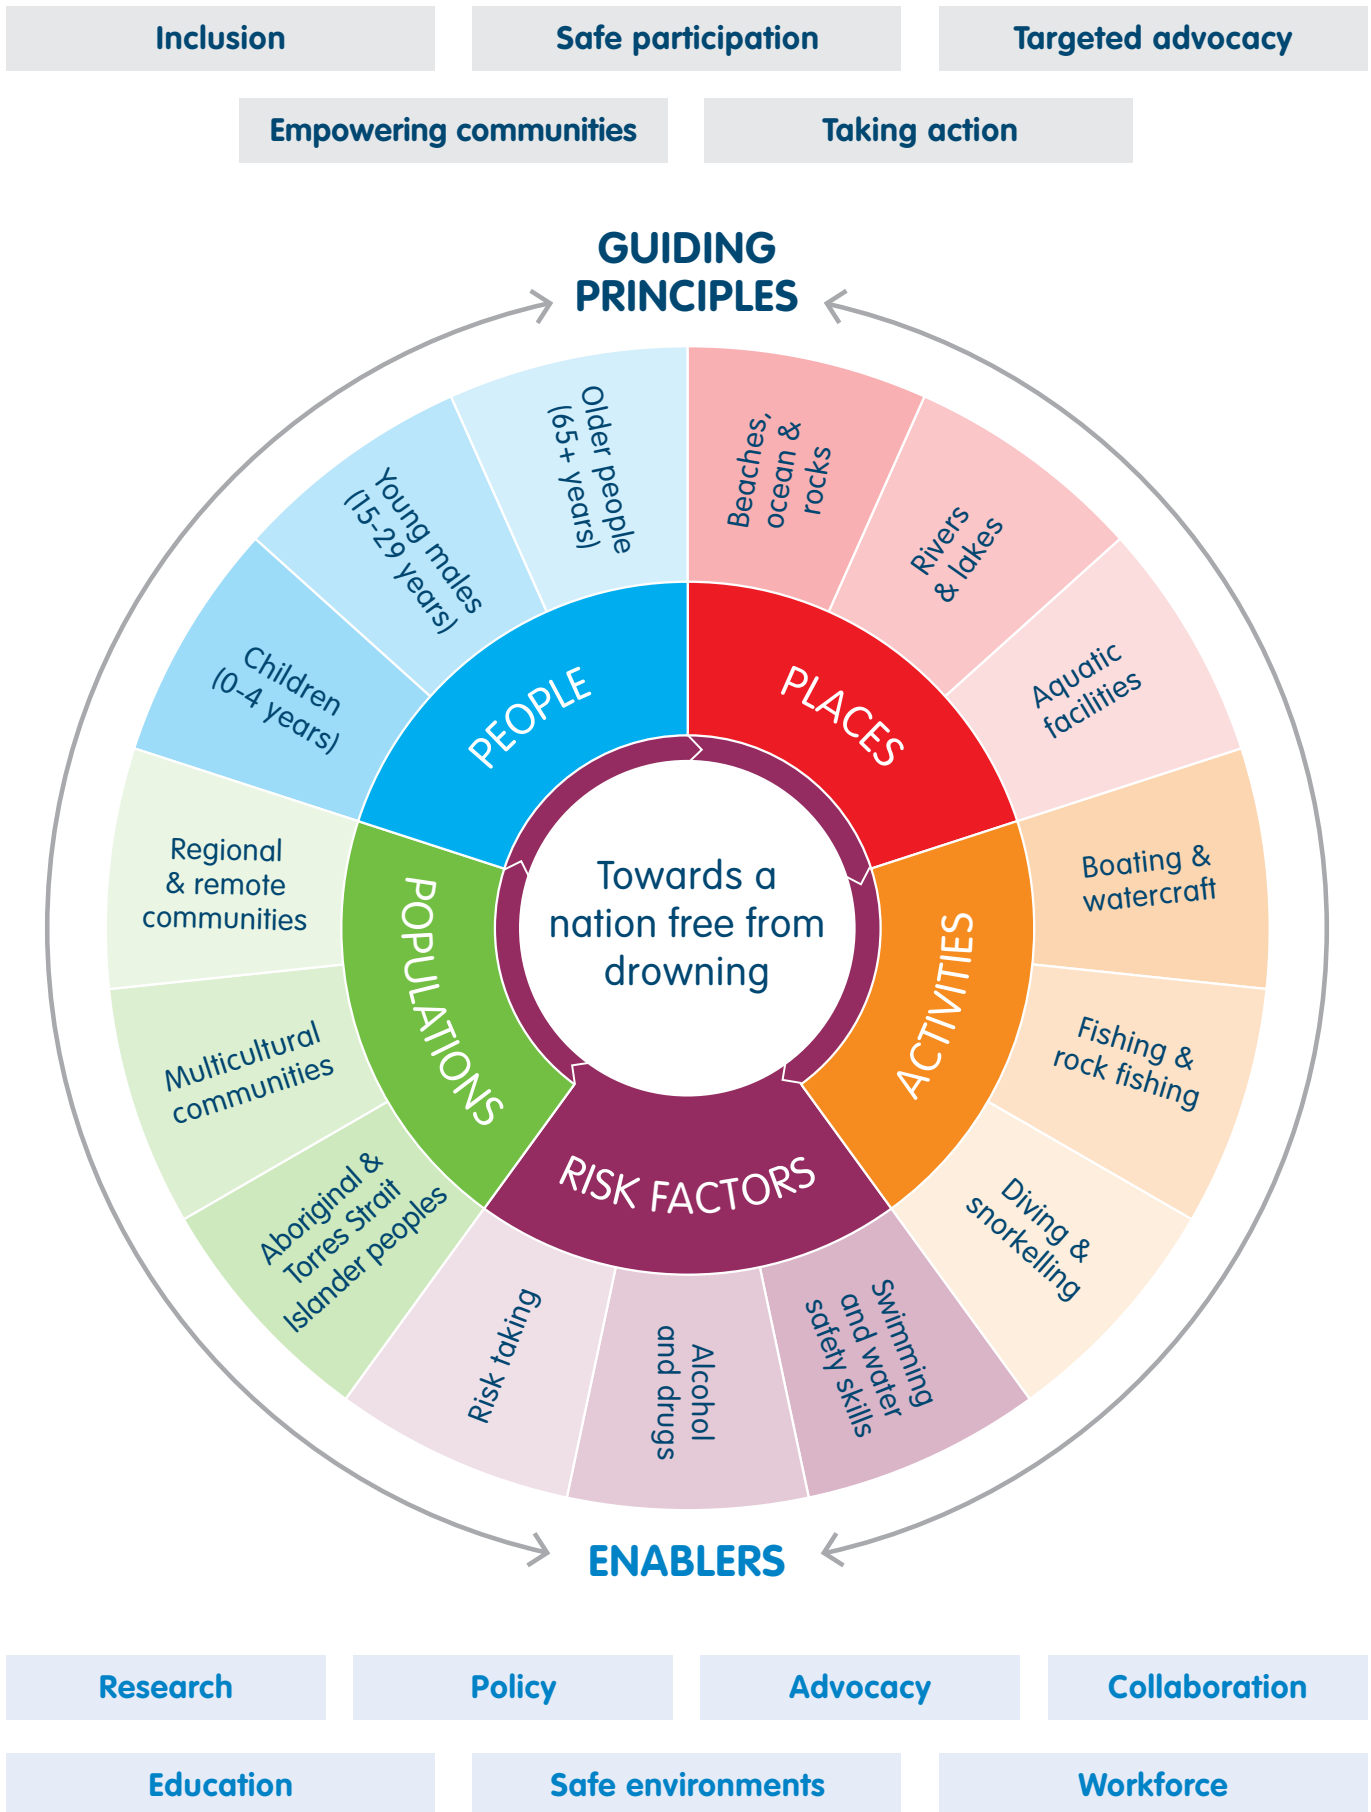 Inclusion
Safe participation
Targeted advocacy
Empowering communities
Taking action
GUIDING
PRINCIPLES
Older people
(65+ years)
Young males
(15-29 years)
Children
(0-4 years)
Beaches,
ocean &
rocks
Rivers
& lakes
Aquatic
facilities
PEOPLE
PLACES
Regional
& remote
communities
Multicultural
communities
Aboriginal &
Torres Strait
Islander peoples
POPULATIONS
Towards a
nation free from
drowning
ACTIVITIES
Boating &
watercraft
Fishing &
rock fishing
Diving &
snorkelling
RISK FACTORS
Risk taking
Alcohol
and drugs
Swimming
and water
safety skills
ENABLERS
Research
Policy
Advocacy
Collaboration
Education
Safe environments
Workforce